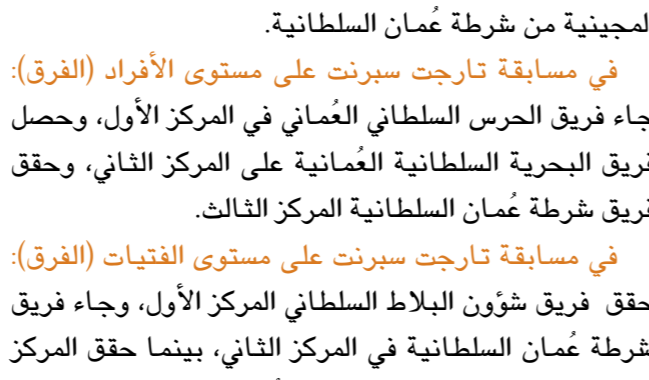 لمجينية من شرطة عُمان السلطانية.
في مسابقة تارجت سبرنت على مستوى الأفراد (الفرق):
جاء فريق الحرس السلطاني العُماني في المركز الأول، وحصل
فريق البحرية السلطانية العُمانية على المركز الثاني، وحقق
فريق شرطة عُمان السلطانية المركز الثالث.
في مسابقة تارجت سبرنت على مستوى الفتيات (الفرق):
حقق فريق شؤون البلاط السلطاني المركز الأول، وجاء فريق
شرطة عُمان السلطانية في المركز الثاني، بينما حقق المركز